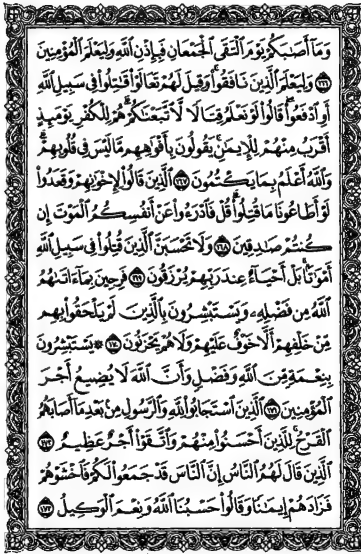 وَمَآ أَصَٰبَكُمْ يَوْمَ ٱلْتَقَى ٱلْجَمْعَانِ فَبِإِذْنِ ٱللَّهِ وَلِيَعْلَمَ ٱلْمُؤْمِنِينَ
﴿١٦٦﴾ وَلِيَعْلَمَ ٱلَّذِينَ نَافَقُوا۟ ۚ وَقِيلَ لَهُمْ تَعَالَوْا۟ قَٰتِلُوا۟ فِى سَبِيلِ ٱللَّهِ
أَوِ ٱدْفَعُوا۟ ۖ قَالُوا۟ لَوْ نَعْلَمُ قِتَالًا لَّٱتَّبَعْنَٰكُمْ ۗ هُمْ لِلْكُفْرِ يَوْمَئِذٍ
أَقْرَبُ مِنْهُمْ لِلْإِيمَٰنِ ۚ يَقُولُونَ بِأَفْوَٰهِهِم مَّا لَيْسَ فِى قُلُوبِهِمْ ۗ
وَٱللَّهُ أَعْلَمُ بِمَا يَكْتُمُونَ ﴿١٦٧﴾ ٱلَّذِينَ قَالُوا۟ لِإِخْوَٰنِهِمْ وَقَعَدُوا۟
لَوْ أَطَاعُونَا مَا قُتِلُوا۟ ۗ قُلْ فَٱدْرَءُوا۟ عَنْ أَنفُسِكُمُ ٱلْمَوْتَ إِن
كُنتُمْ صَٰدِقِينَ ﴿١٦٨﴾ وَلَا تَحْسَبَنَّ ٱلَّذِينَ قُتِلُوا۟ فِى سَبِيلِ ٱللَّهِ
أَمْوَٰتًۢا ۚ بَلْ أَحْيَآءٌ عِندَ رَبِّهِمْ يُرْزَقُونَ ﴿١٦٩﴾ فَرِحِينَ بِمَآ ءَاتَىٰهُمُ
ٱللَّهُ مِن فَضْلِهِۦ وَيَسْتَبْشِرُونَ بِٱلَّذِينَ لَمْ يَلْحَقُوا۟ بِهِم
مِّنْ خَلْفِهِمْ أَلَّا خَوْفٌ عَلَيْهِمْ وَلَا هُمْ يَحْزَنُونَ ﴿١٧٠﴾ ۞ يَسْتَبْشِرُونَ
بِنِعْمَةٍ مِّنَ ٱللَّهِ وَفَضْلٍ وَأَنَّ ٱللَّهَ لَا يُضِيعُ أَجْرَ
ٱلْمُؤْمِنِينَ ﴿١٧١﴾ ٱلَّذِينَ ٱسْتَجَابُوا۟ لِلَّهِ وَٱلرَّسُولِ مِنۢ بَعْدِ مَآ أَصَابَهُمُ
ٱلْقَرْحُ ۚ لِلَّذِينَ أَحْسَنُوا۟ مِنْهُمْ وَٱتَّقَوْا۟ أَجْرٌ عَظِيمٌ ﴿١٧٢﴾
ٱلَّذِينَ قَالَ لَهُمُ ٱلنَّاسُ إِنَّ ٱلنَّاسَ قَدْ جَمَعُوا۟ لَكُمْ فَٱخْشَوْهُمْ
فَزَادَهُمْ إِيمَٰنًا وَقَالُوا۟ حَسْبُنَا ٱللَّهُ وَنِعْمَ ٱلْوَكِيلُ ﴿١٧٣﴾